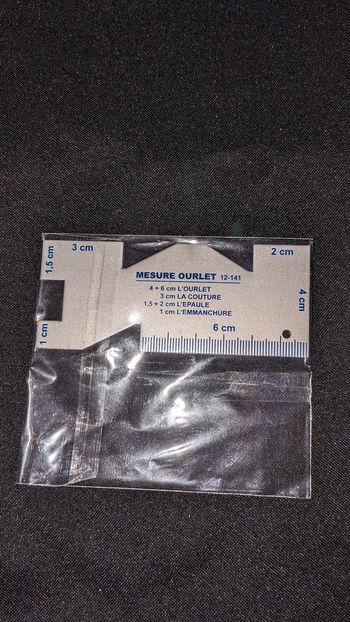 1,5 cm
3 cm
2 cm
MESURE OURLET 12-141
4 + 6 cm L'OURLET
3 cm LA COUTURE
1,5 + 2 cm L'EPAULE
1 cm L'EMMANCHURE
4 cm
1 cm
6 cm